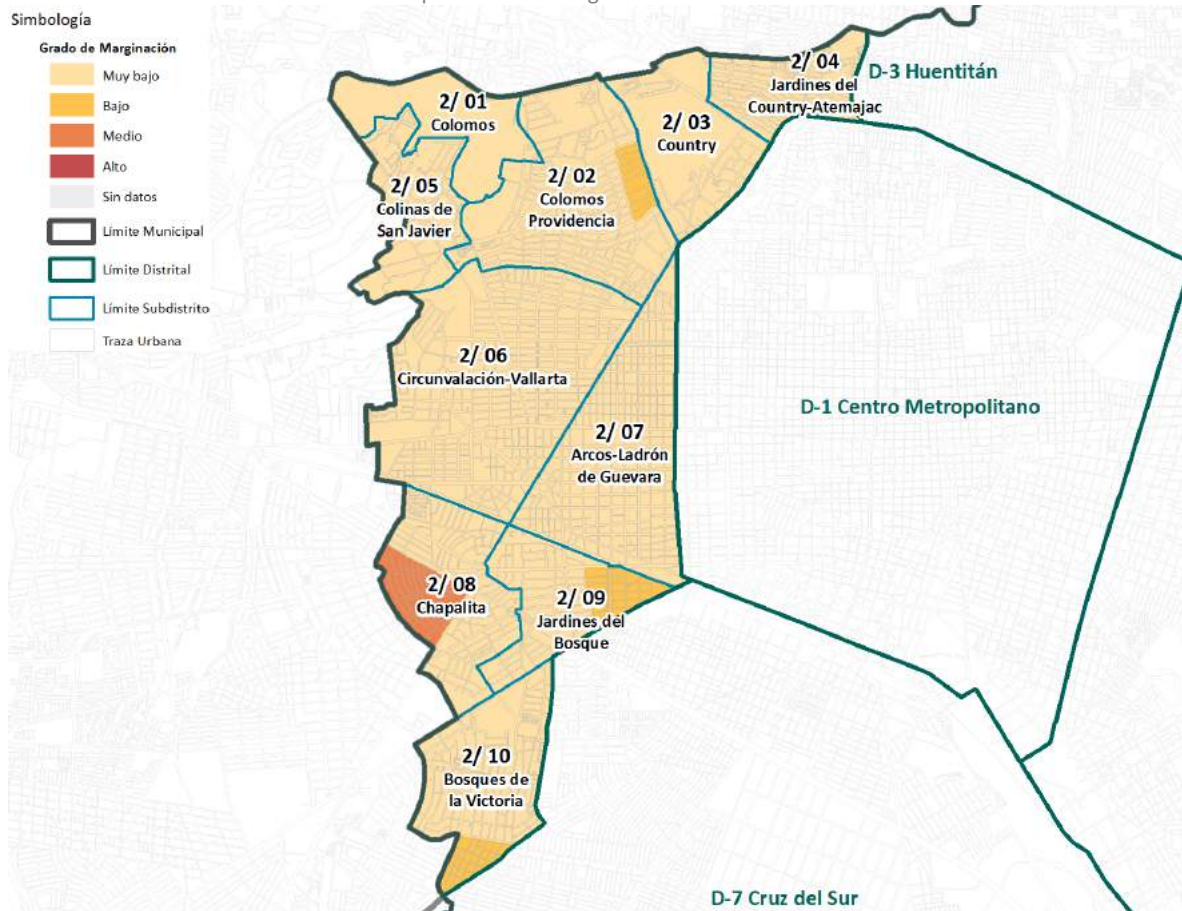 Simbología
Grado de Marginación
Muy bajo
Bajo
Medio
Alto
Sin datos
Límite Municipal
Límite Distrital
Límite Subdistrito
Traza Urbana
2/ 01
Colomos
2/ 02
Colomos
Providencia
2/ 03
Country
2/ 04
Jardines del
Country-Atemajac
D-3 Huentitán
2/ 05
Colinas de
San Javier
2/ 06
Circunvalación-Vallarta
2/ 07
Arcos-Ladrón
de Guevara
D-1 Centro Metropolitano
2/ 08
Chapalita
2/ 09
Jardines del
Bosque
2/ 10
Bosques de
la Victoria
D-7 Cruz del Sur